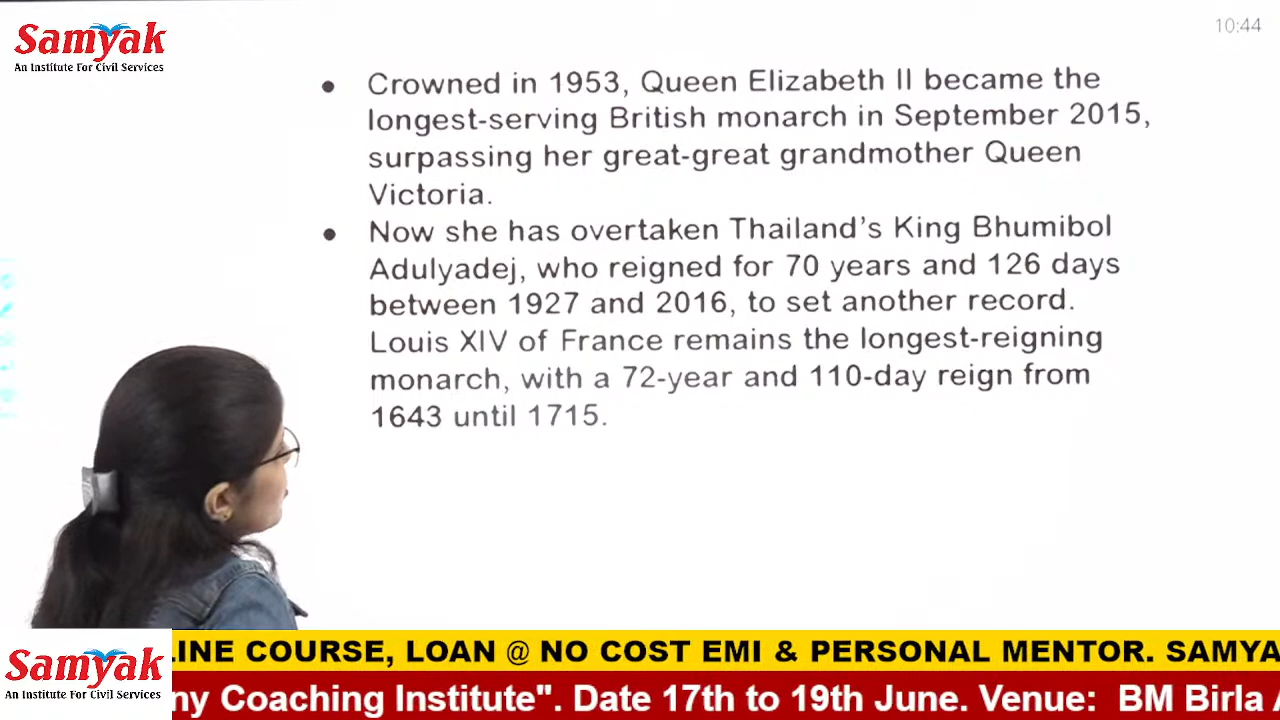 Samyak
An Institute For Civil Services
10:44
• Crowned in 1953, Queen Elizabeth II became the
longest-serving British monarch in September 2015,
surpassing her great-great grandmother Queen
Victoria.
• Now she has overtaken Thailand's King Bhumibol
Adulyadej, who reigned for 70 years and 126 days
between 1927 and 2016, to set another record.
Louis XIV of France remains the longest-reigning
monarch, with a 72-year and 110-day reign from
1643 until 1715.
Samyak
An Institute For Civil Services
LINE COURSE, LOAN @ NO COST EMI & PERSONAL MENTOR. SAMYA
ny Coaching Institute". Date 17th to 19th June. Venue: BM Birla A